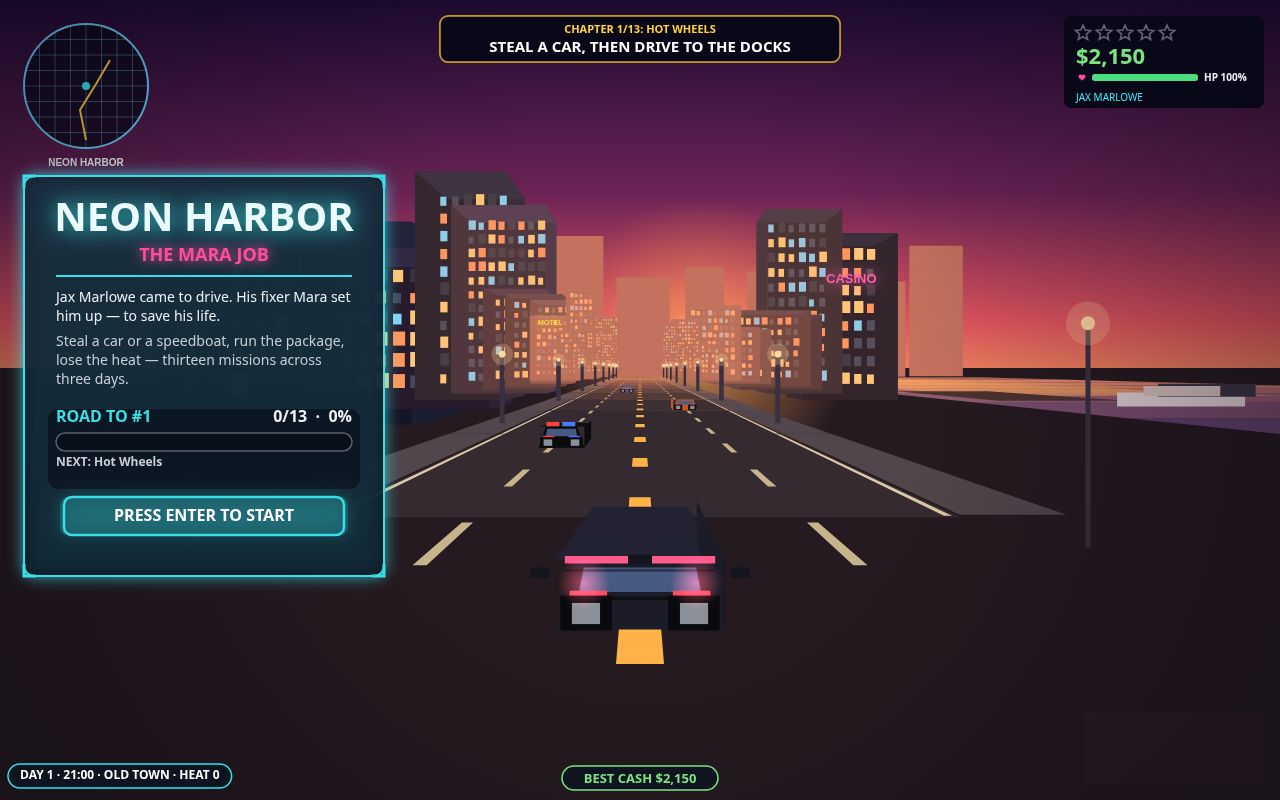 CHAPTER 1/13: HOT WHEELS
STEAL A CAR, THEN DRIVE TO THE DOCKS
$2,150
HP 100%
JAX MARLOWE
NEON HARBOR
NEON HARBOR
THE MARA JOB
Jax Marlowe came to drive. His fixer Mara set
him up — to save his life.
Steal a car or a speedboat, run the package,
lose the heat — thirteen missions across
three days.
ROAD TO #1 0/13 · 0%
NEXT: Hot Wheels
PRESS ENTER TO START
CASINO
MOTEL
DAY 1 · 21:00 · OLD TOWN · HEAT 0
BEST CASH $2,150